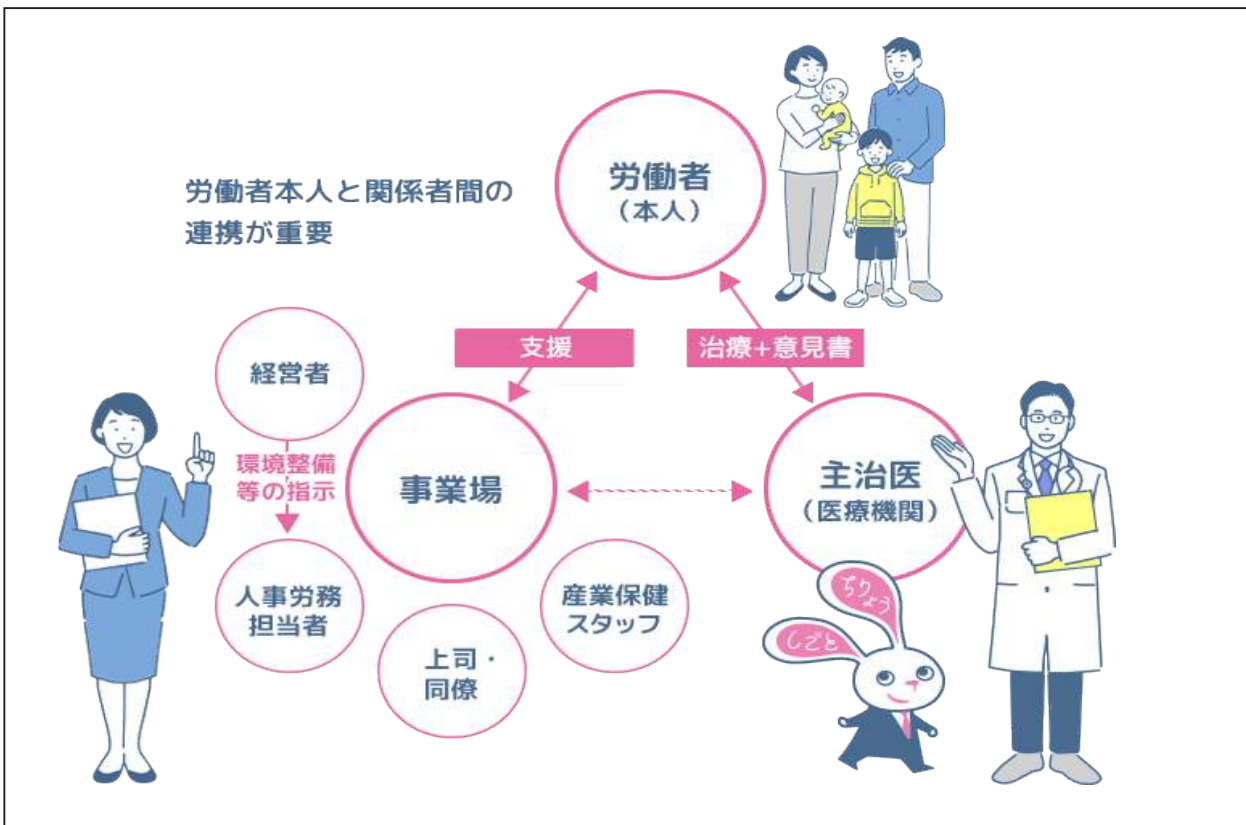 労働者本人と関係者間の
連携が重要
労働者
（本人）
支援
治療+意見書
経営者
環境整備
等の指示
事業場
主治医
（医療機関）
人事労務
担当者
上司・
同僚
産業保健
スタッフ
ちりょう
しごと